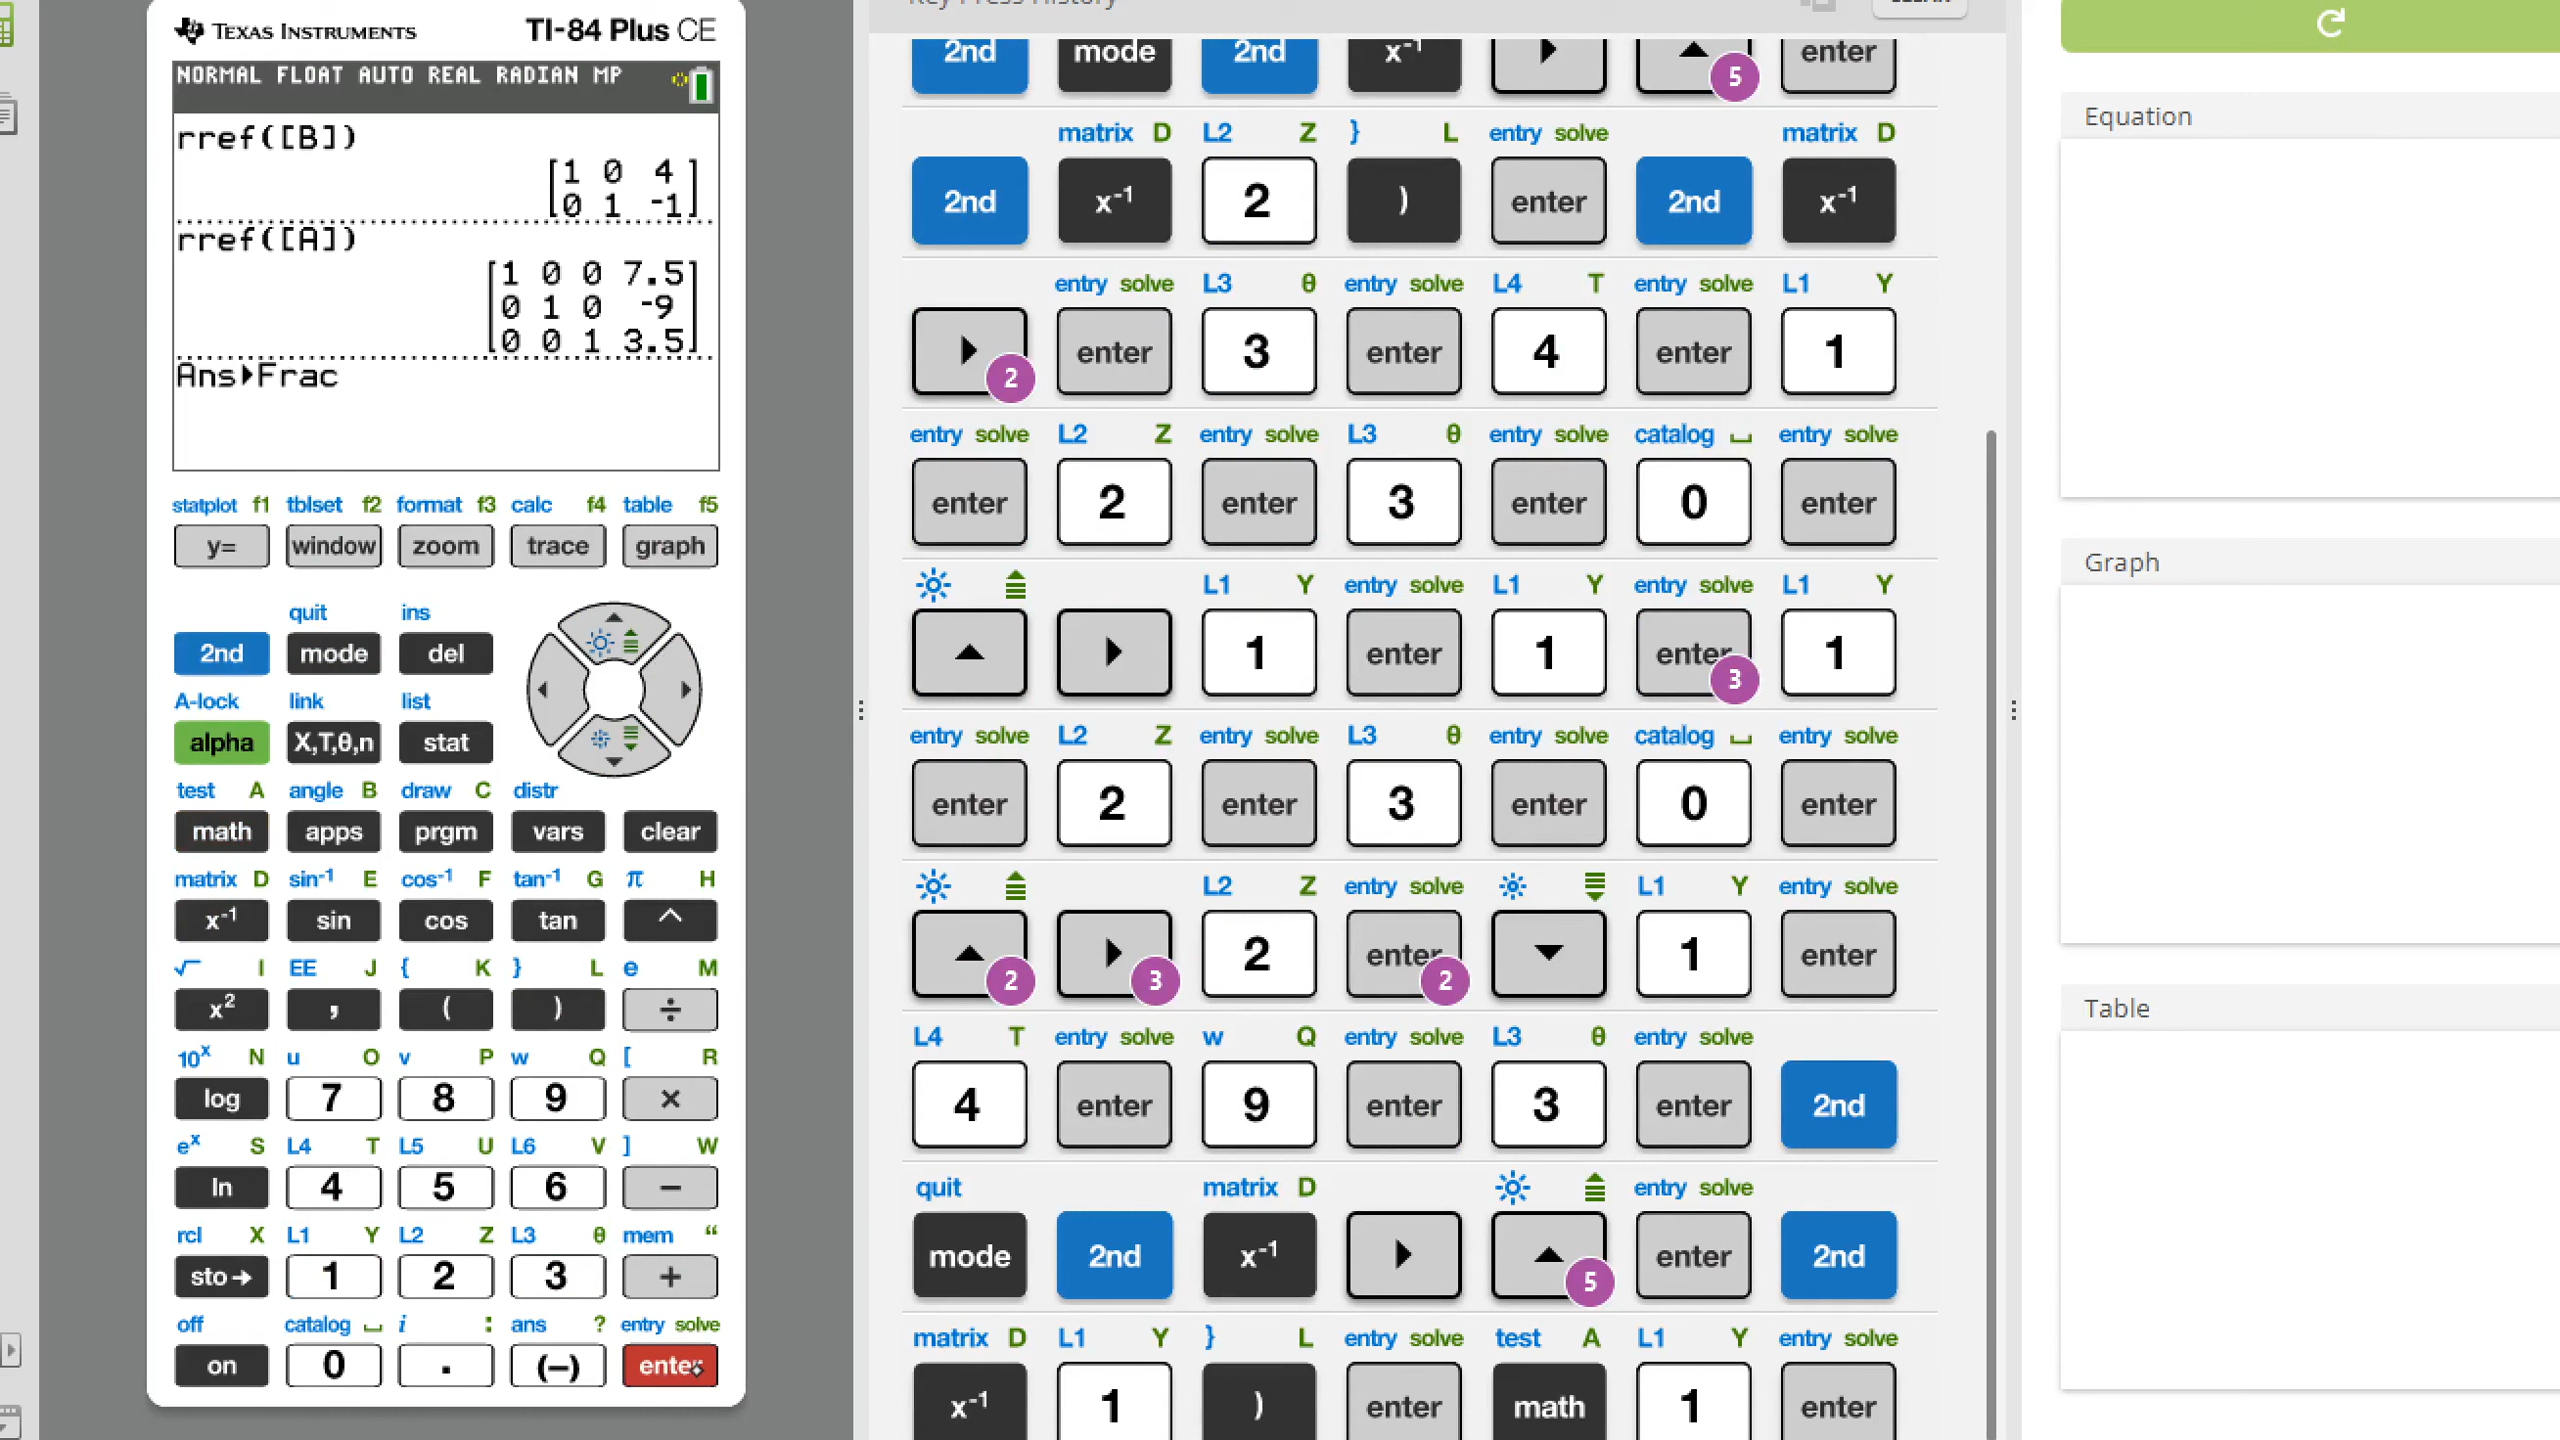 TEXAS INSTRUMENTS TI-84 Plus CE
NORMAL FLOAT AUTO REAL RADIAN MP
rref([B])
[1 0 4]
[0 1 -1]
rref([A])
[1 0 0 7.5]
[0 1 0 -9]
[0 0 1 3.5]
Ans▸Frac
statplot f1 tblset f2 format f3 calc f4 table f5
y= window zoom trace graph
quit ins
2nd mode del
A-lock link list
alpha X,T,θ,n stat
test A angle B draw C distr
math apps prgm vars clear
matrix D sin⁻¹ E cos⁻¹ F tan⁻¹ G π H
x⁻¹ sin cos tan ^
√ I EE J { K } L e M
x² , ( ) ÷
10ˣ N u O v P w Q [ R
log 7 8 9 ×
eˣ S L4 T L5 U L6 V ] W
ln 4 5 6 −
rcl X L1 Y L2 Z L3 θ mem “
sto→ 1 2 3 +
off catalog ⎵ i : ans ? entry solve
on 0 . (−) enter
Key Press History
2nd mode 2nd x⁻¹ 5 enter
matrix D L2 Z } L entry solve matrix D
2nd x⁻¹ 2 ) enter 2nd x⁻¹
entry solve L3 θ entry solve L4 T entry solve L1 Y
2 enter 3 enter 4 enter 1
entry solve L2 Z entry solve L3 θ entry solve catalog ⎵ entry solve
enter 2 enter 3 enter 0 enter
L1 Y entry solve L1 Y entry solve L1 Y
1 enter 1 enter 3 1
entry solve L2 Z entry solve L3 θ entry solve catalog ⎵ entry solve
enter 2 enter 3 enter 0 enter
L2 Z entry solve L1 Y entry solve
2 3 2 enter 2 1 enter
L4 T entry solve w Q entry solve L3 θ entry solve
4 enter 9 enter 3 enter 2nd
quit matrix D entry solve
mode 2nd x⁻¹ 5 enter 2nd
matrix D L1 Y } L entry solve test A L1 Y entry solve
x⁻¹ 1 ) enter math 1 enter
Equation
Graph
Table